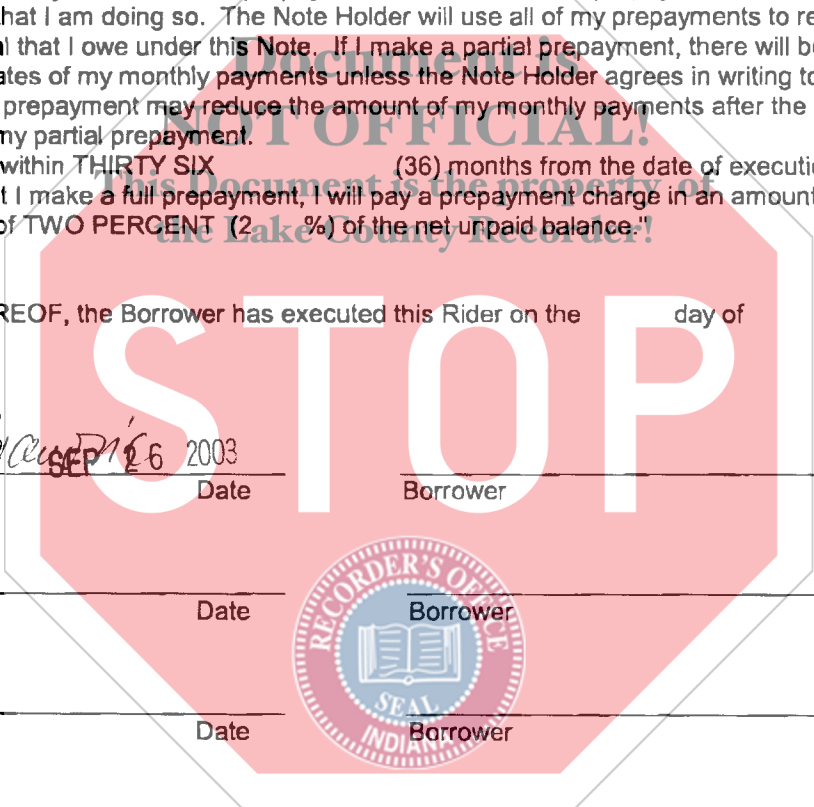 hat I am doing so. The Note Holder will use all of my prepayments to re
l that I owe under this Note. If I make a partial prepayment, there will be
ates of my monthly payments unless the Note Holder agrees in writing to
prepayment may reduce the amount of my monthly payments after the
my partial prepayment.
within THIRTY SIX (36) months from the date of executi
t I make a full prepayment, I will pay a prepayment charge in an amount
of TWO PERCENT (2 %) of the net unpaid balance."
Document is
NOT OFFICIAL!
This Document is the property of
the Lake County Recorder!
REOF, the Borrower has executed this Rider on the day of
STOP
SEP 26 2003
Date Borrower
Date Borrower
Date Borrower
RECORDER'S OFFICE
SEAL
INDIANA